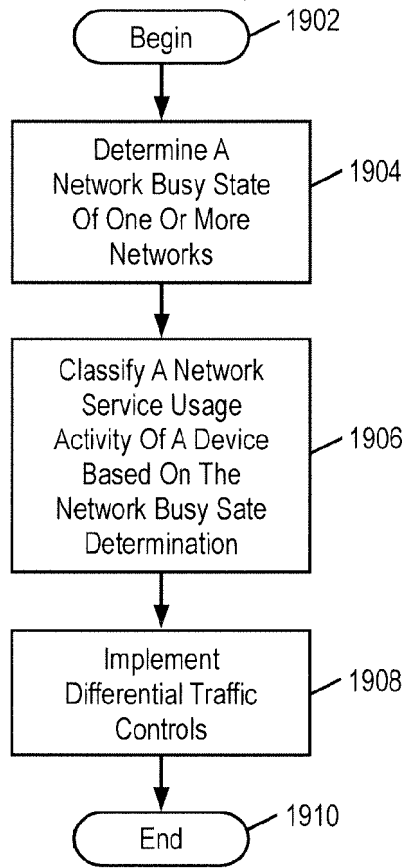 Begin
1902
Determine A
Network Busy State
Of One Or More
Networks
1904
Classify A Network
Service Usage
Activity Of A Device
Based On The
Network Busy Sate
Determination
1906
Implement
Differential Traffic
Controls
1908
End
1910